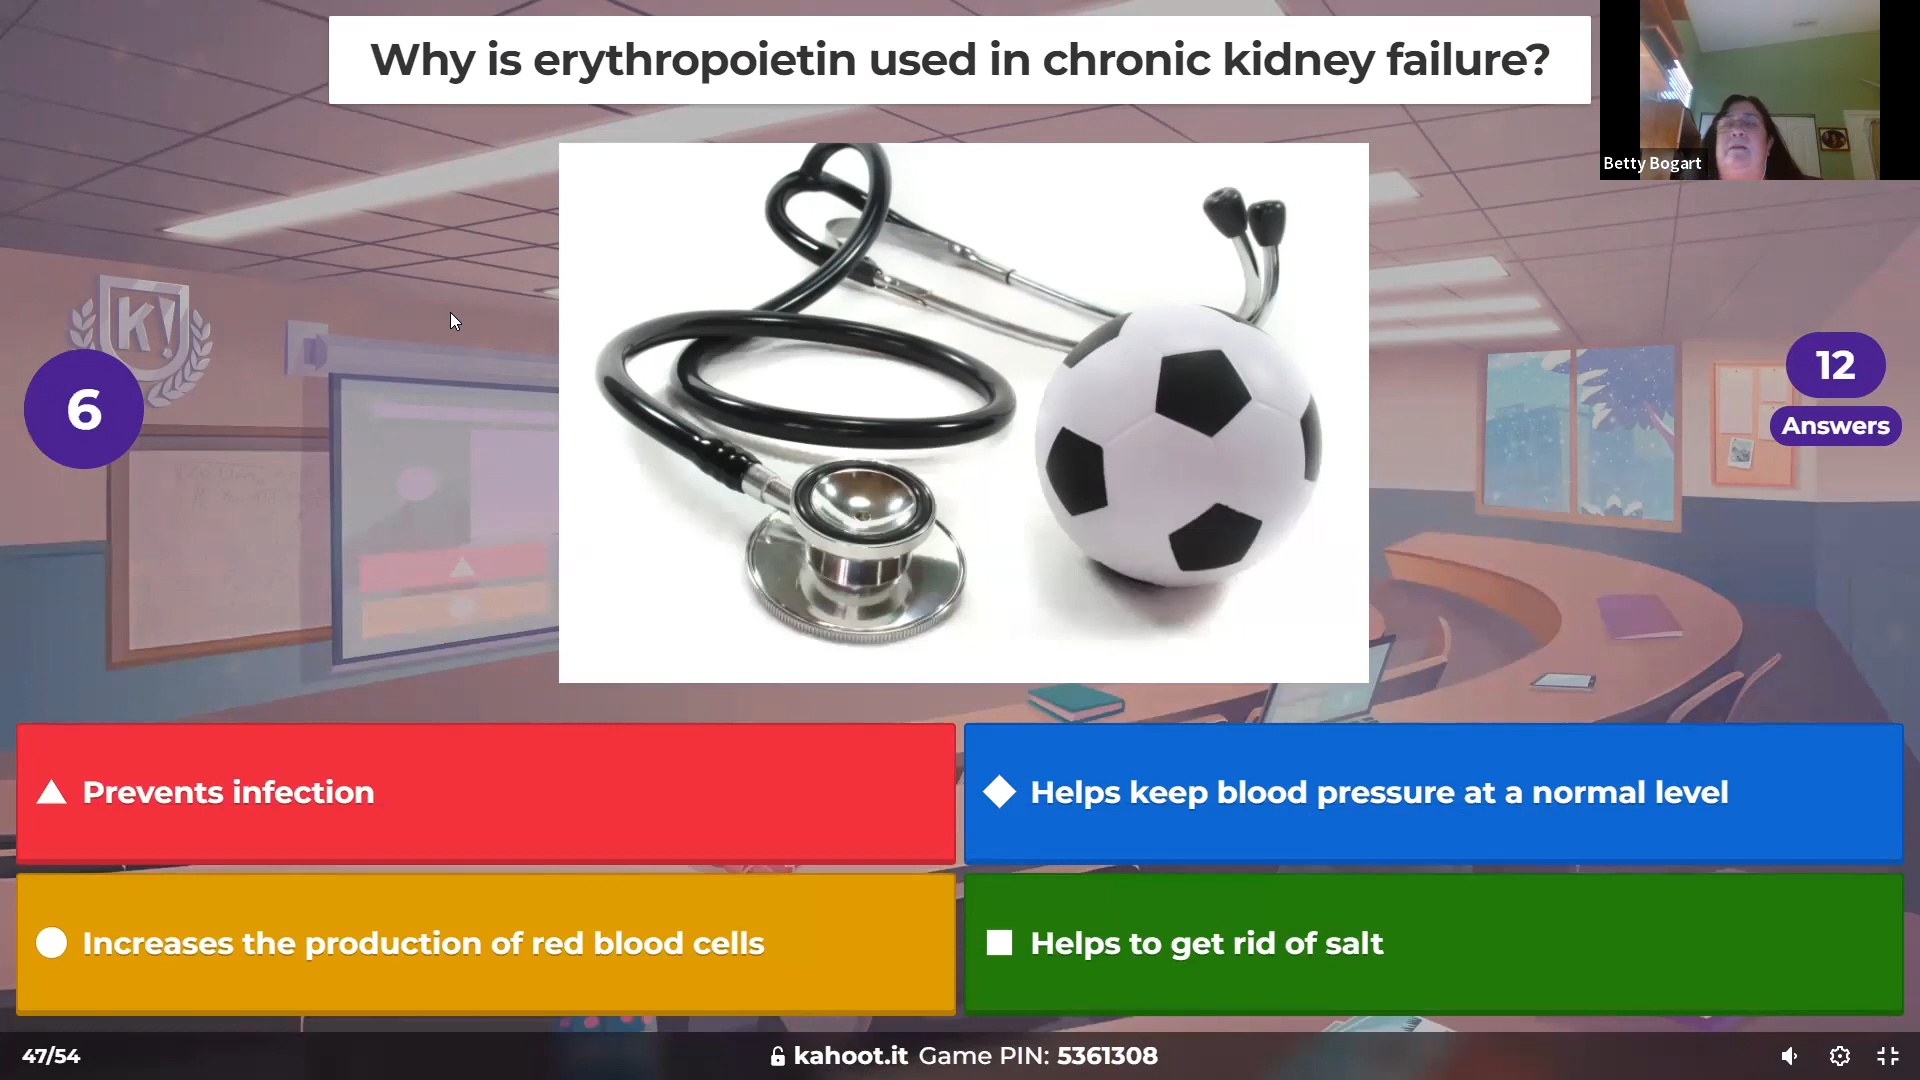 Why is erythropoietin used in chronic kidney failure?
Betty Bogart
K!
6
12
Answers
Prevents infection
Helps keep blood pressure at a normal level
Increases the production of red blood cells
Helps to get rid of salt
47/54
kahoot.it Game PIN: 5361308